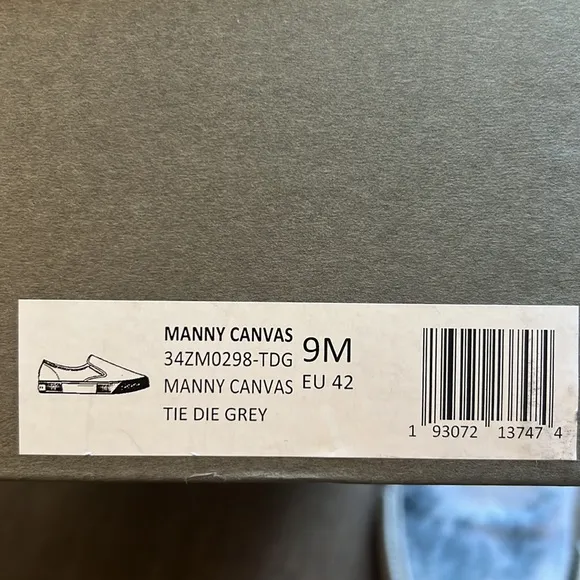 MANNY CANVAS
34ZM0298-TDG
MANNY CANVAS
TIE DIE GREY
9M
EU 42
1 93072 13747 4